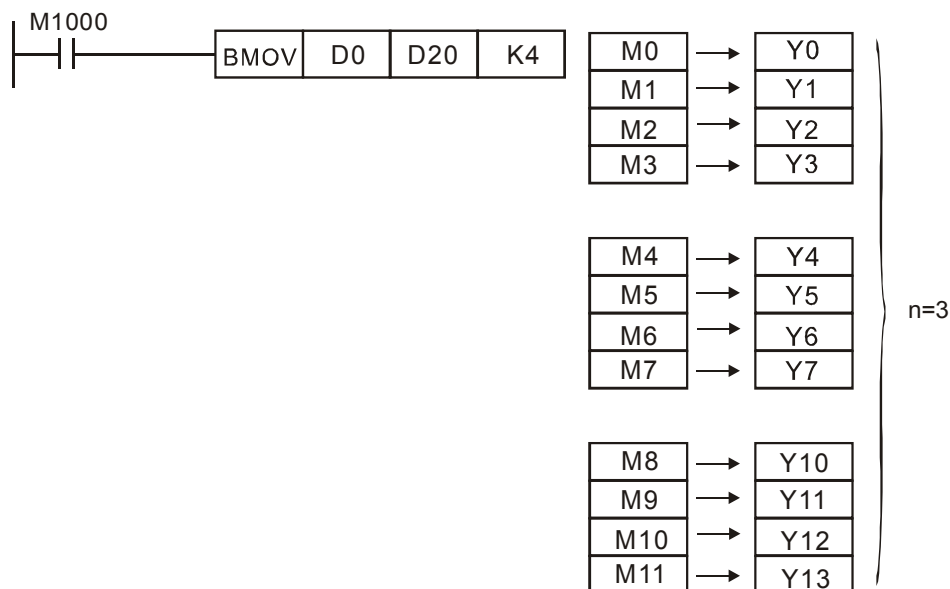 M1000
BMOV D0 D20 K4
M0 Y0
M1 Y1
M2 Y2
M3 Y3
M4 Y4
M5 Y5
M6 Y6
M7 Y7
n=3
M8 Y10
M9 Y11
M10 Y12
M11 Y13